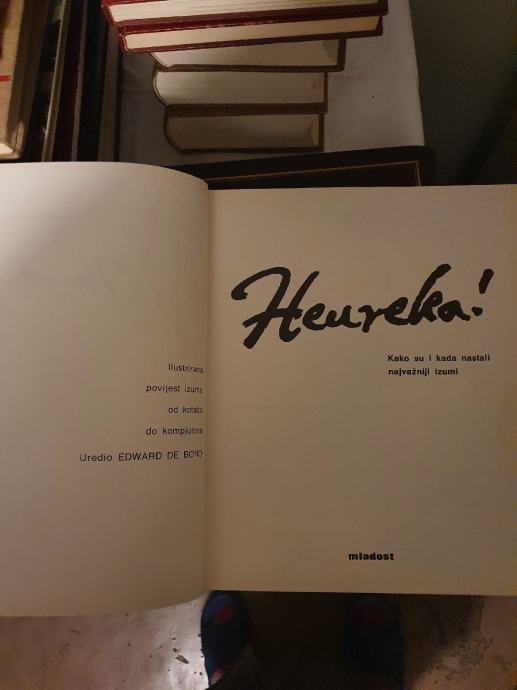 Ilustrirana
povijest izuma
od kotača
do kompjutora
Uredio EDWARD DE BONO
Heureka!
Kako su i kada nastali
najvažniji izumi
mladost